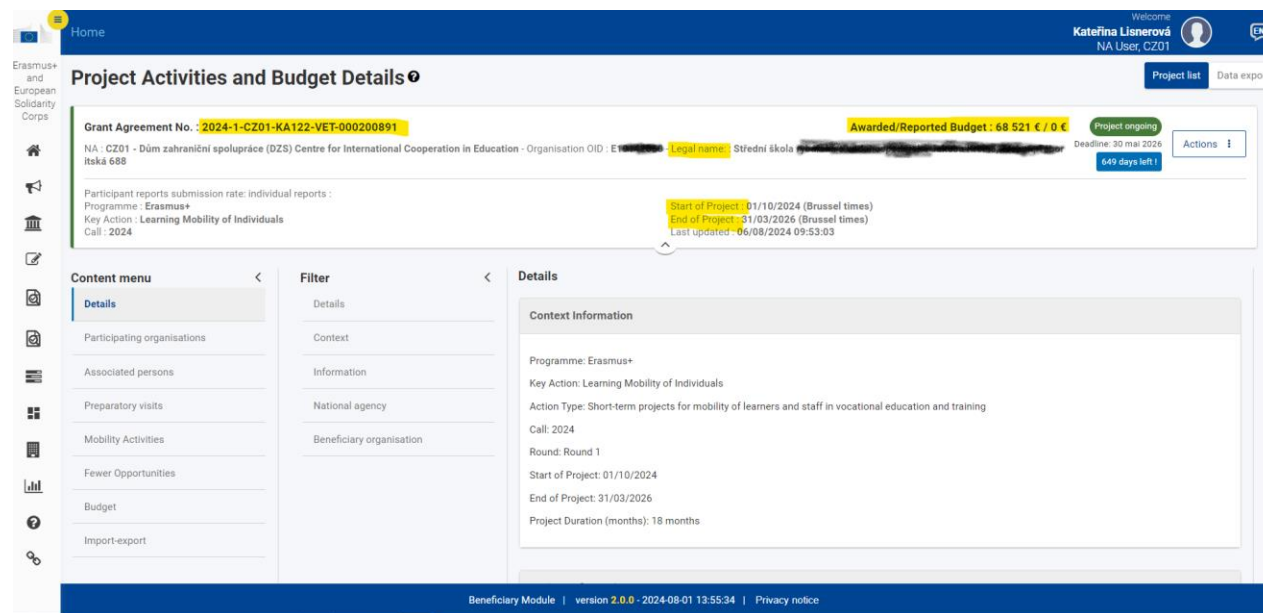 Home
Welcome
Kateřina Lisnerová
NA User, CZ01
EN
Erasmus+
and
European
Solidarity
Corps
Project Activities and Budget Details
Project list
Data expo
Grant Agreement No. : 2024-1-CZ01-KA122-VET-000200891
Awarded/Reported Budget : 68 521 € / 0 €
Project ongoing
NA : CZ01 - Dům zahraniční spolupráce (DZS) Centre for International Cooperation in Education - Organisation OID : E1 - Legal name: : Střední škola
itská 688
Deadline: 30 mai 2026
649 days left !
Actions
Participant reports submission rate: individual reports :
Programme : Erasmus+
Key Action : Learning Mobility of Individuals
Call : 2024
Start of Project : 01/10/2024 (Brussel times)
End of Project : 31/03/2026 (Brussel times)
Last updated : 06/08/2024 09:53:03
Content menu
Details
Participating organisations
Associated persons
Preparatory visits
Mobility Activities
Fewer Opportunities
Budget
Import-export
Filter
Details
Context
Information
National agency
Beneficiary organisation
Details
Context Information
Programme: Erasmus+
Key Action: Learning Mobility of Individuals
Action Type: Short-term projects for mobility of learners and staff in vocational education and training
Call: 2024
Round: Round 1
Start of Project: 01/10/2024
End of Project: 31/03/2026
Project Duration (months): 18 months
Beneficiary Module | version 2.0.0 - 2024-08-01 13:55:34 | Privacy notice